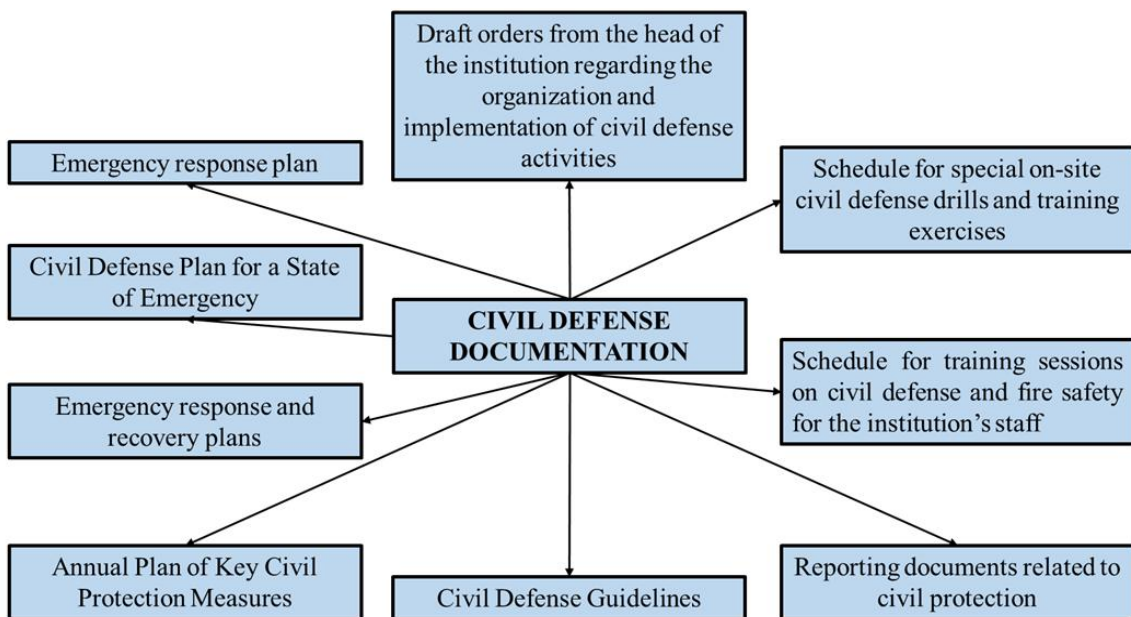 Draft orders from the head of
the institution regarding the
organization and
implementation of civil defense
activities
Emergency response plan
Schedule for special on-site
civil defense drills and training
exercises
Civil Defense Plan for a State
of Emergency
CIVIL DEFENSE
DOCUMENTATION
Schedule for training sessions
on civil defense and fire safety
for the institution’s staff
Emergency response and
recovery plans
Annual Plan of Key Civil
Protection Measures
Civil Defense Guidelines
Reporting documents related to
civil protection